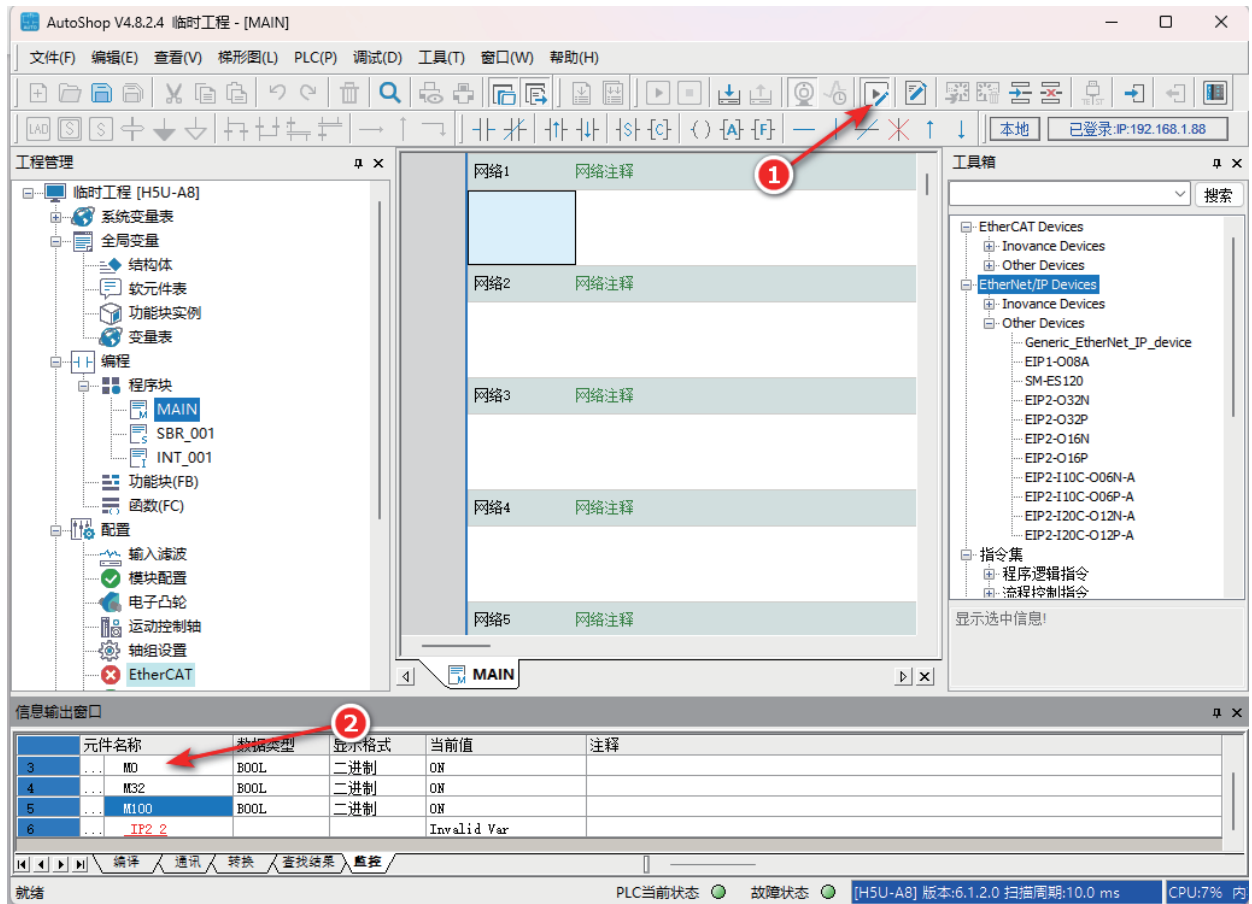 AutoShop V4.8.2.4 临时工程 - [MAIN]
文件(F) 编辑(E) 查看(V) 梯形图(L) PLC(P) 调试(D) 工具(T) 窗口(W) 帮助(H)
TEST
LAD S S S C A F 本地 已登录:IP:192.168.1.88
1
工程管理
临时工程 [H5U-A8]
系统变量表
全局变量
结构体
软元件表
功能块实例
变量表
编程
程序块
MAIN
SBR_001
INT_001
功能块(FB)
函数(FC)
配置
输入滤波
模块配置
电子凸轮
运动控制轴
轴组设置
EtherCAT
网络1 网络注释
网络2 网络注释
网络3 网络注释
网络4 网络注释
网络5 网络注释
MAIN
工具箱
搜索
EtherCAT Devices
Inovance Devices
Other Devices
EtherNet/IP Devices
Inovance Devices
Other Devices
Generic_EtherNet_IP_device
EIP1-O08A
SM-ES120
EIP2-O32N
EIP2-O32P
EIP2-O16N
EIP2-O16P
EIP2-I10C-O06N-A
EIP2-I10C-O06P-A
EIP2-I20C-O12N-A
EIP2-I20C-O12P-A
指令集
程序逻辑指令
流程控制指令
显示选中信息!
信息输出窗口
2
元件名称 数据类型 显示格式 当前值 注释
3 ... M0 BOOL 二进制 ON
4 ... M32 BOOL 二进制 ON
5 ... M100 BOOL 二进制 ON
6 ... _IP2_2 Invalid Var
编译 通讯 转换 查找结果 监控
就绪 PLC当前状态 故障状态 [H5U-A8] 版本:6.1.2.0 扫描周期:10.0 ms CPU:7% 内